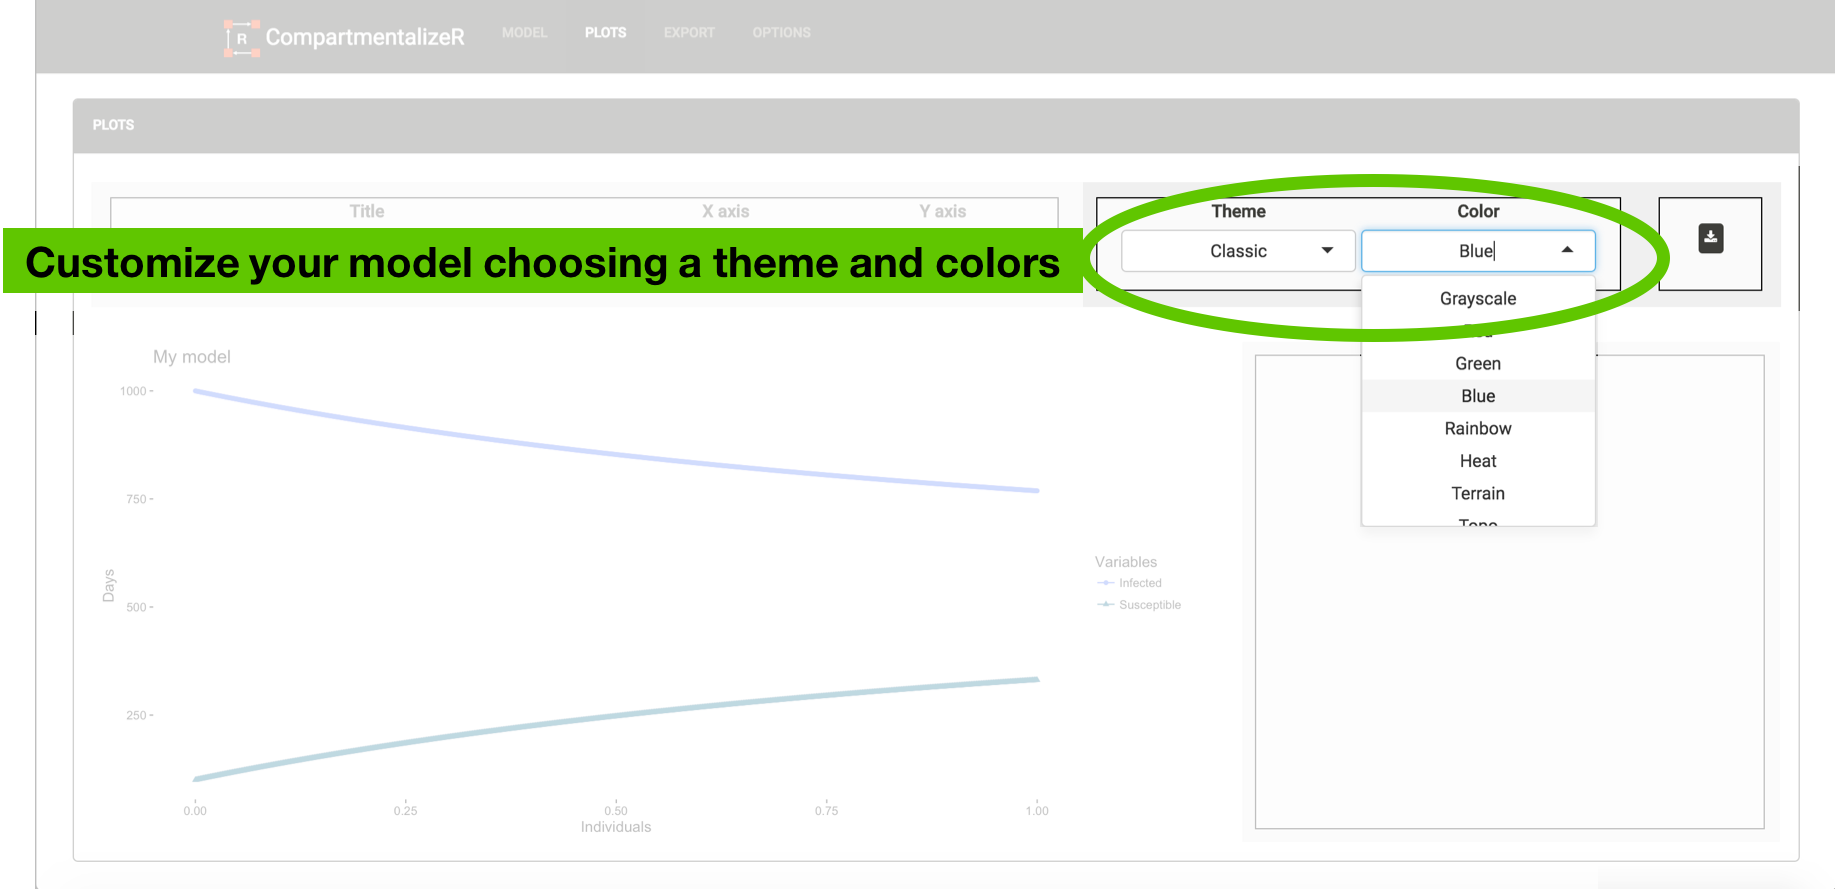 R CompartmentalizeR MODEL PLOTS EXPORT OPTIONS
PLOTS
Title X axis Y axis Theme Color
Customize your model choosing a theme and colors
Classic Blue
Grayscale
Green
Blue
Rainbow
Heat
Terrain
Topo
My model
1000
750
500
250
Days
0.00 0.25 0.50 0.75 1.00
Individuals
Variables
Infected
Susceptible